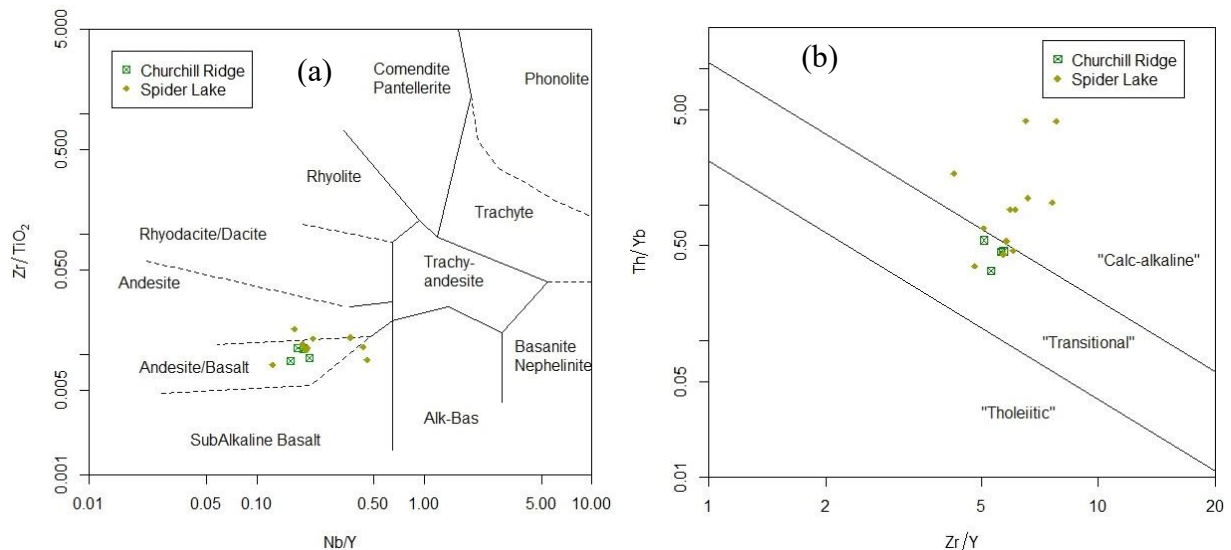 (a)
Churchill Ridge
Spider Lake
Comendite
Pantellerite
Phonolite
Rhyolite
Trachyte
Rhyodacite/Dacite
Andesite
Trachy-
andesite
Andesite/Basalt
Basanite
Nephelinite
Alk-Bas
SubAlkaline Basalt
Zr/TiO2
5.000
0.500
0.050
0.005
0.001
0.01
0.10
0.50
1.00
5.00
10.00
Nb/Y
(b)
Churchill Ridge
Spider Lake
"Calc-alkaline"
"Transitional"
"Tholeiitic"
Th/Yb
5.00
0.50
0.05
0.01
1
2
5
10
20
Zr/Y